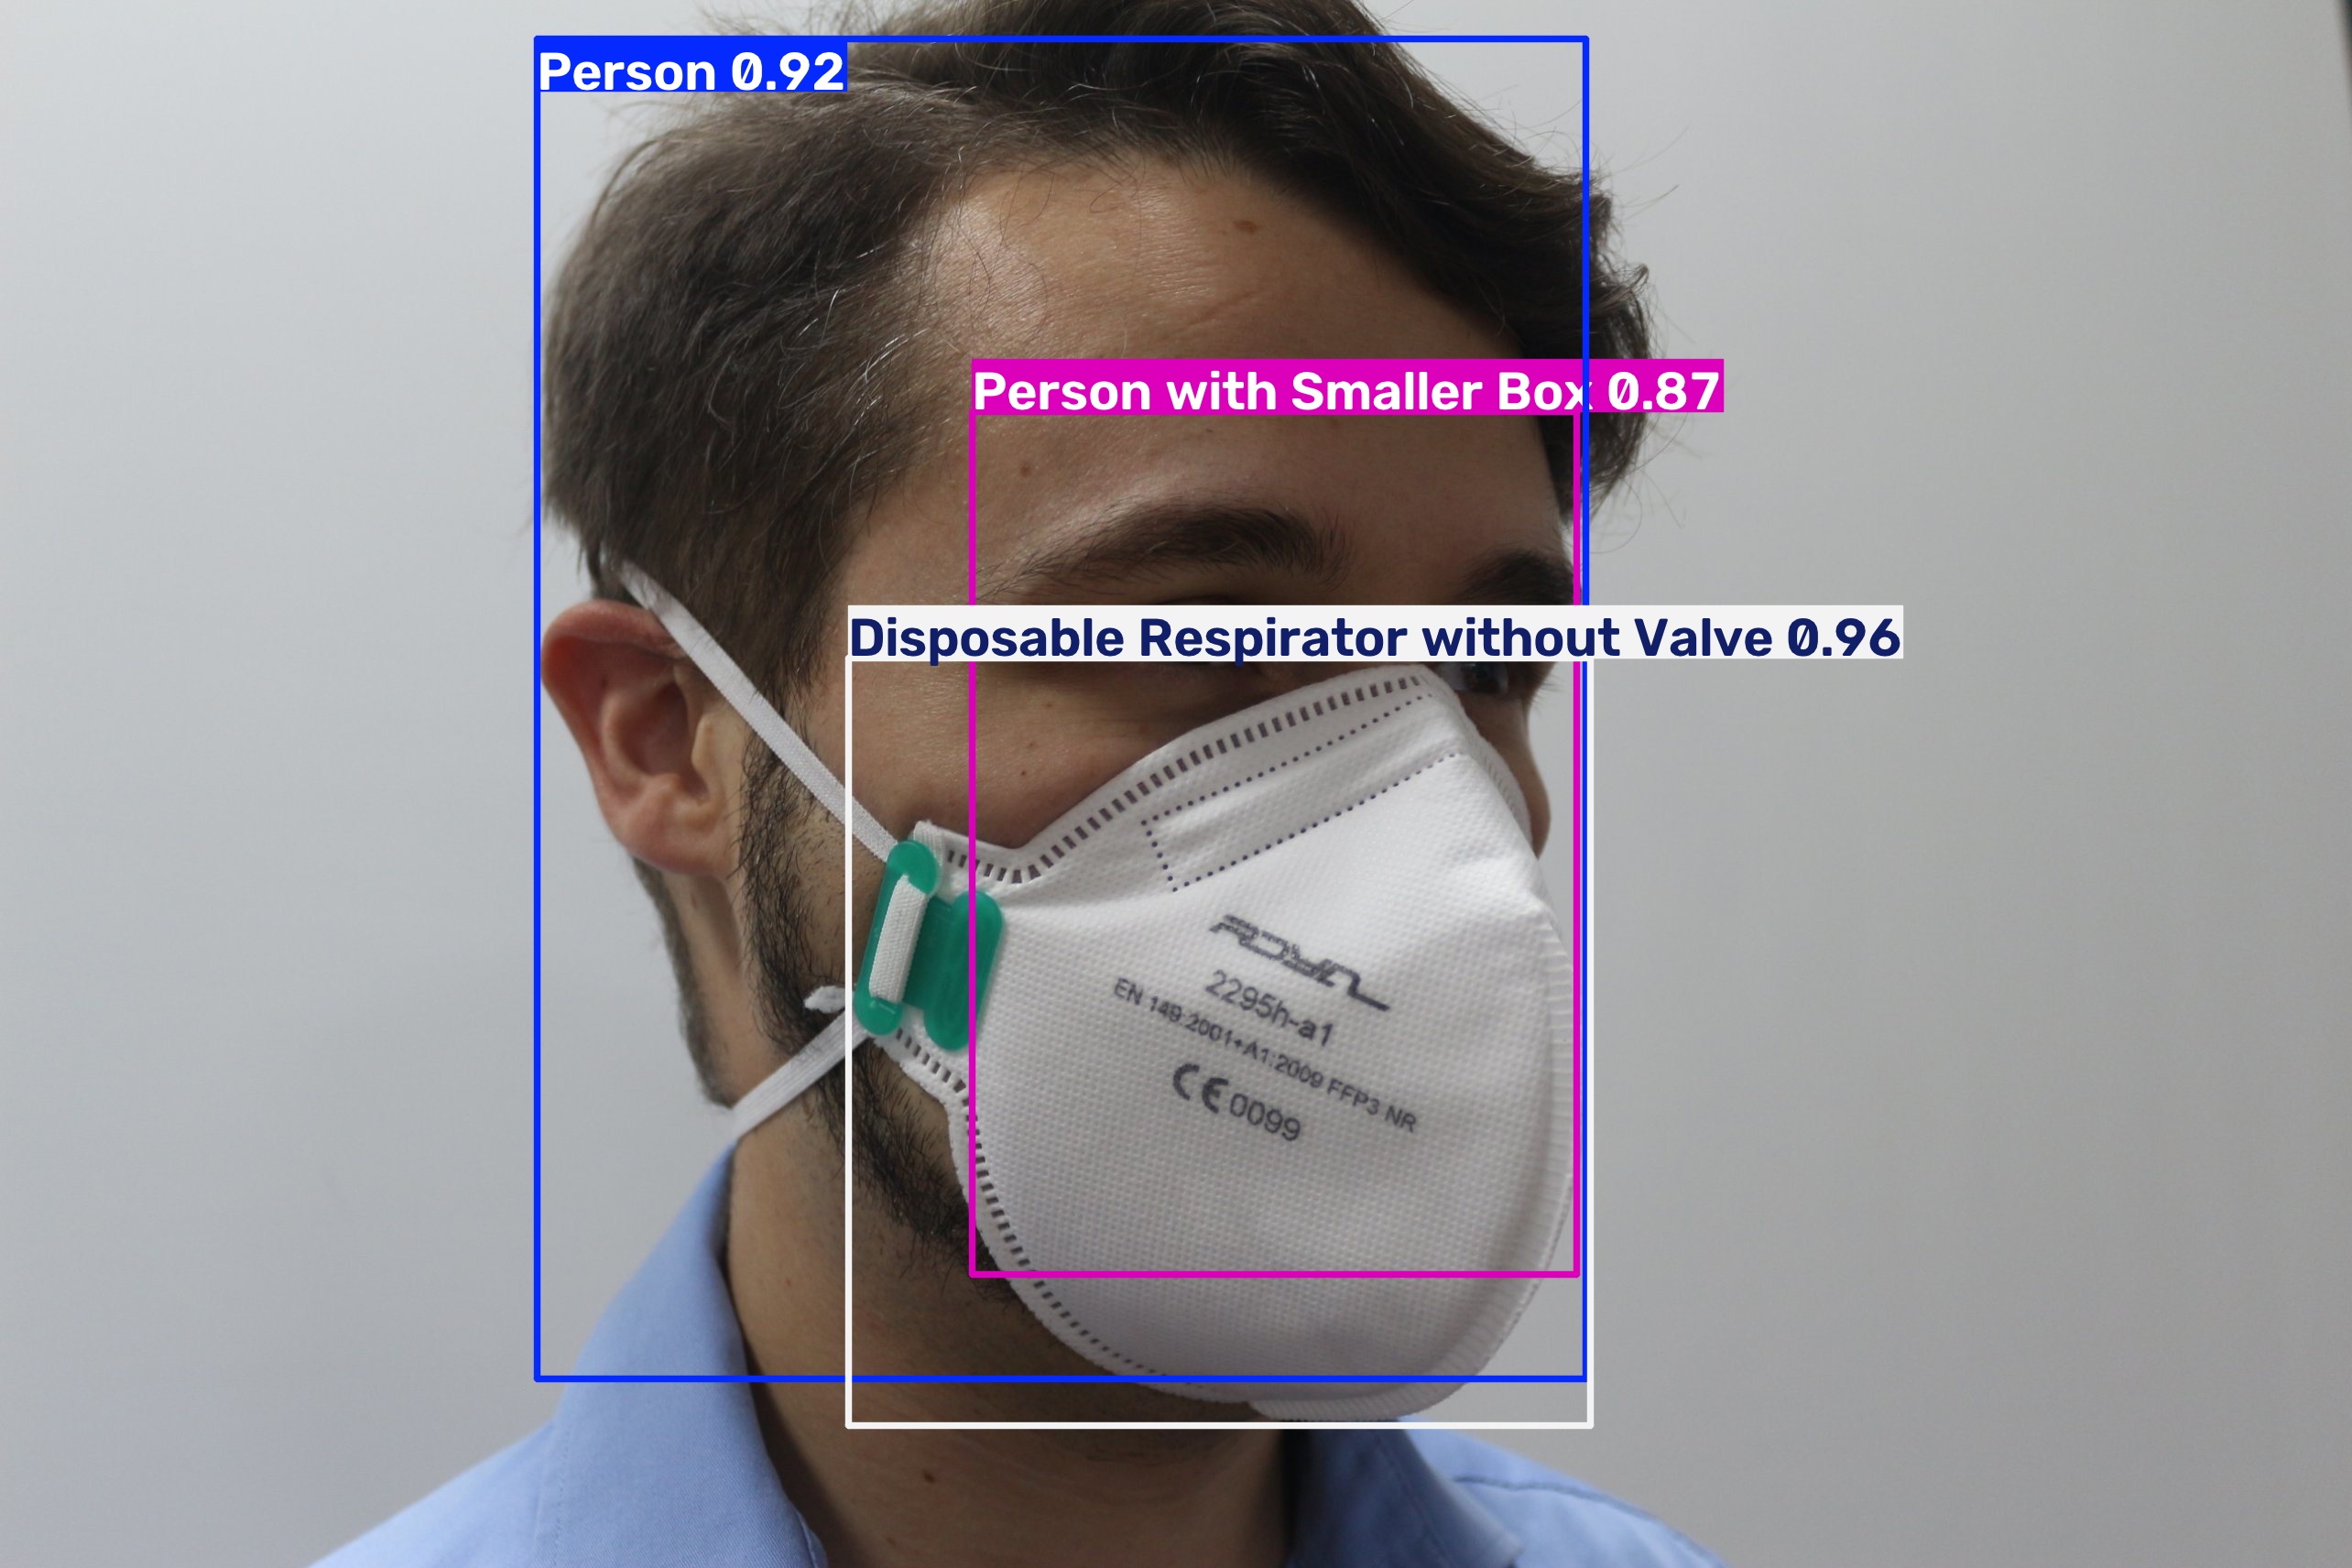 Person 0.92
Person with Smaller Box 0.87
Disposable Respirator without Valve 0.96
2295h-a1
EN 149:2001+A1:2009 FFP3 NR
CE 0099